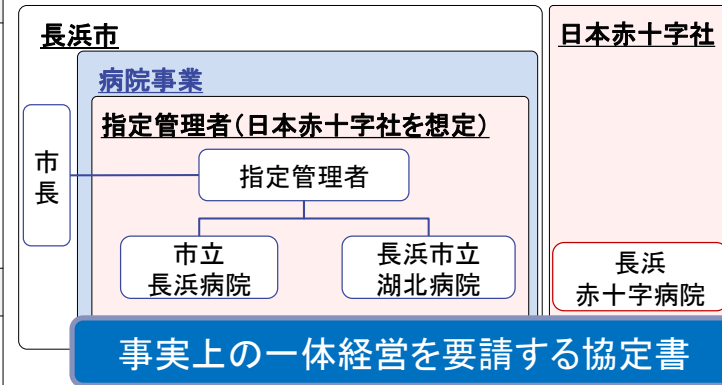 長浜市
日本赤十字社
病院事業
指定管理者(日本赤十字社を想定)
市
長
指定管理者
市立
長浜病院
長浜市立
湖北病院
長浜
赤十字病院
事実上の一体経営を要請する協定書